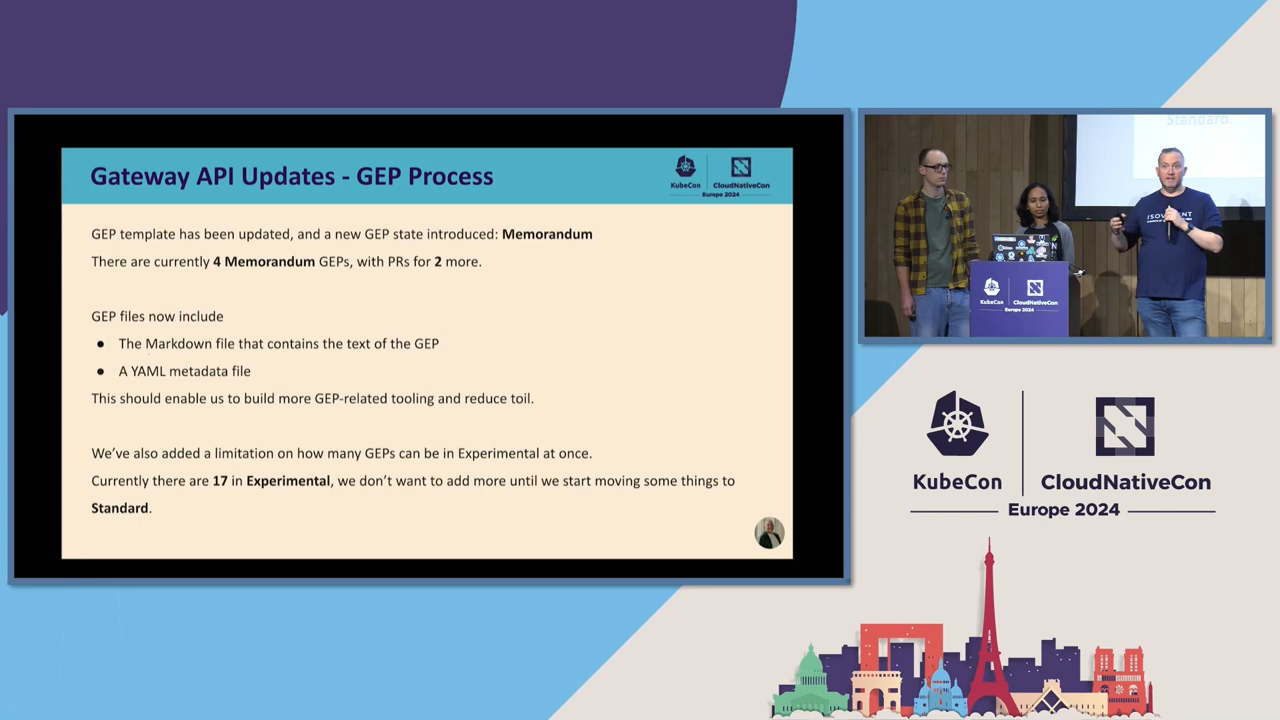 Gateway API Updates - GEP Process
KubeCon
CloudNativeCon
Europe 2024
GEP template has been updated, and a new GEP state introduced: Memorandum
There are currently 4 Memorandum GEPs, with PRs for 2 more.
GEP files now include
● The Markdown file that contains the text of the GEP
● A YAML metadata file
This should enable us to build more GEP-related tooling and reduce toil.
We've also added a limitation on how many GEPs can be in Experimental at once.
Currently there are 17 in Experimental, we don't want to add more until we start moving some things to
Standard.
Standard.
ISOVALENT
KubeCon
CloudNativeCon
Europe 2024
KubeCon
CloudNativeCon
Europe 2024